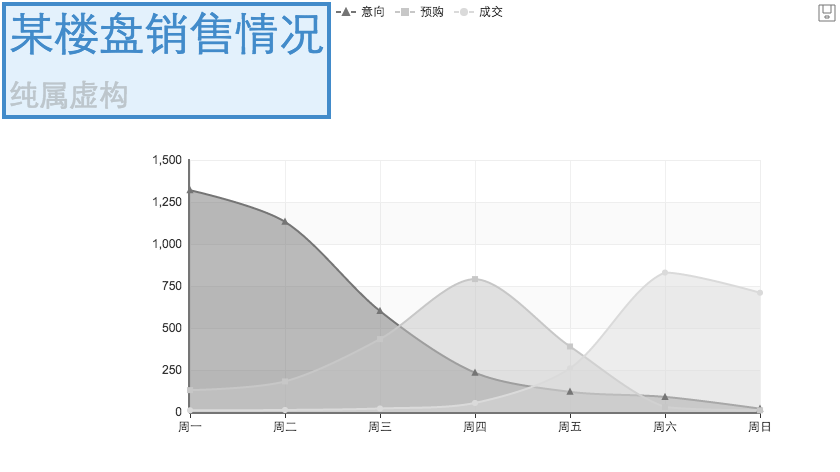 某楼盘销售情况
纯属虚构
意向 预购 成交
1,500
1,250
1,000
750
500
250
0
周一 周二 周三 周四 周五 周六 周日